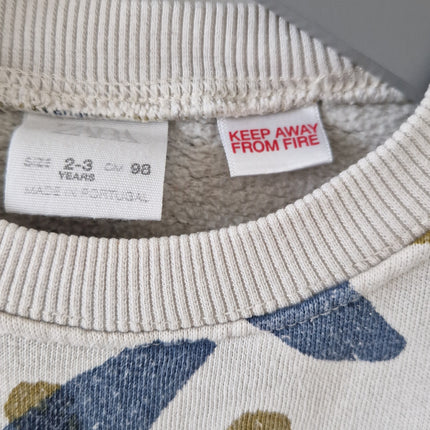 ZARA
SIZE 2-3 CM 98
YEARS
MADE IN PORTUGAL
KEEP AWAY
FROM FIRE